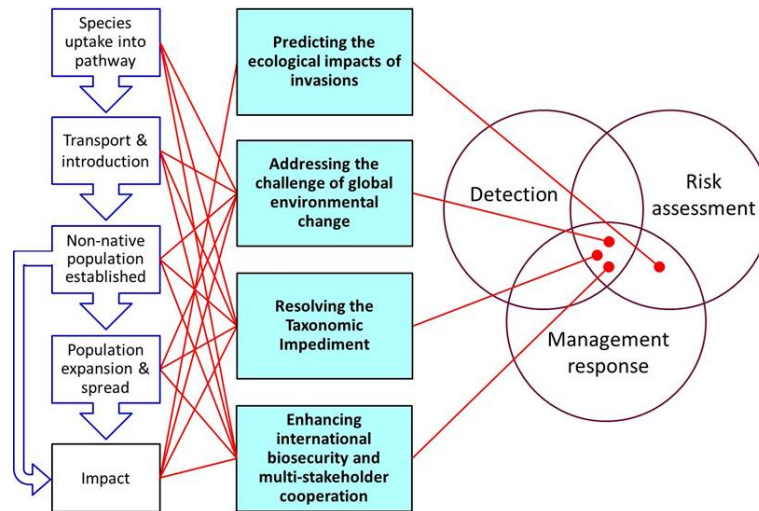 Species
uptake into
pathway
Transport &
introduction
Non-native
population
established
Population
expansion &
spread
Impact
Predicting the
ecological impacts of
invasions
Addressing the
challenge of global
environmental
change
Resolving the
Taxonomic
Impediment
Enhancing
international
biosecurity and
multi-stakeholder
cooperation
Detection
Risk
assessment
Management
response